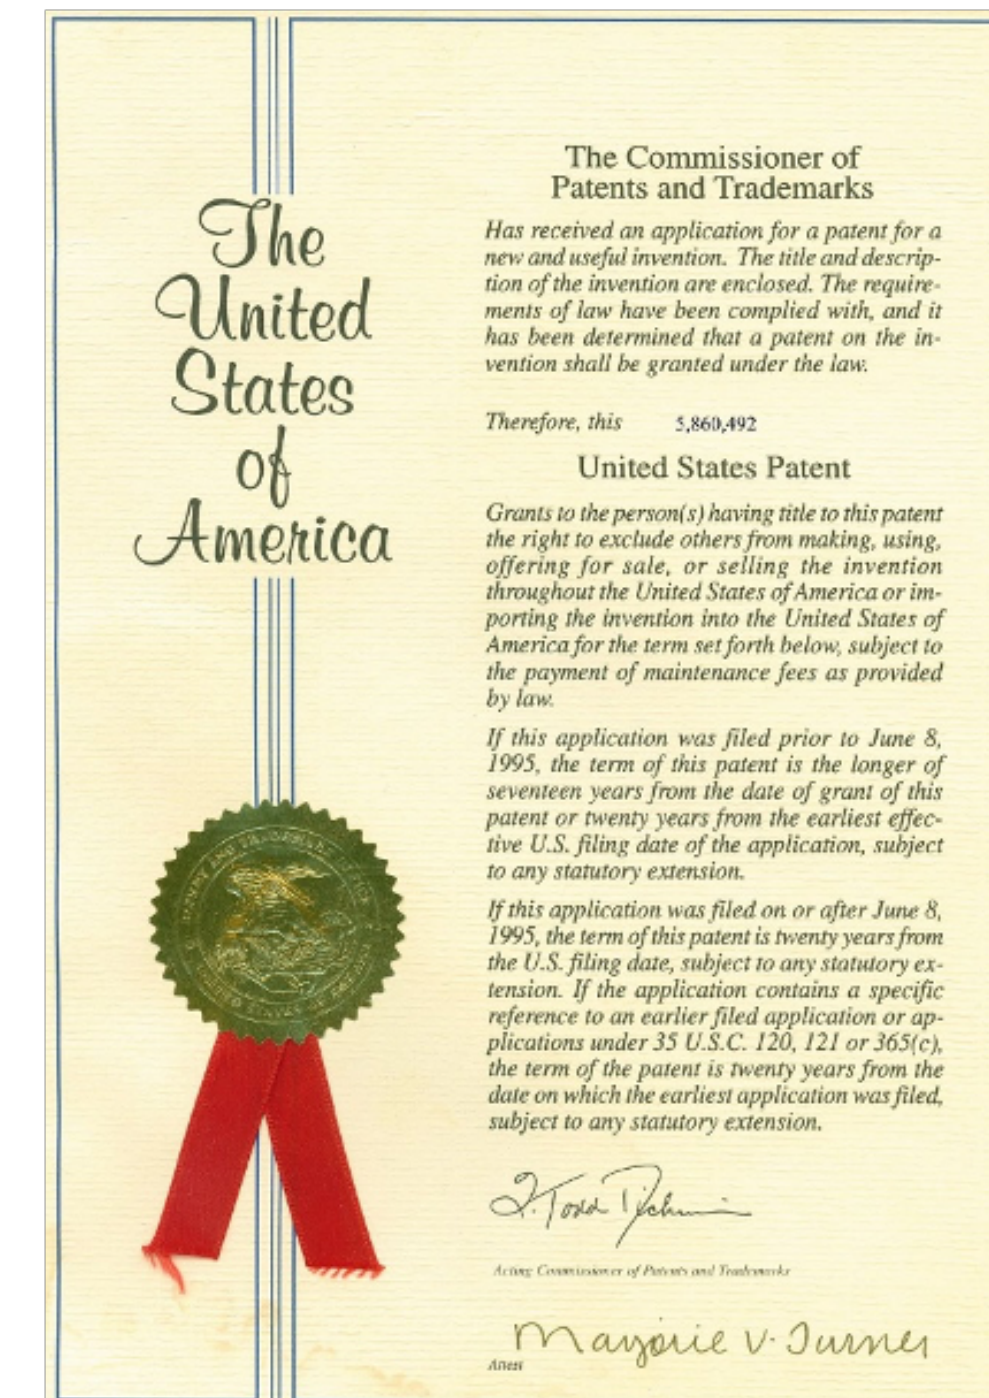 The
United
States
of
America
The Commissioner of
Patents and Trademarks
Has received an application for a patent for a
new and useful invention. The title and descrip-
tion of the invention are enclosed. The require-
ments of law have been complied with, and it
has been determined that a patent on the in-
vention shall be granted under the law.
Therefore, this 5,860,492
United States Patent
Grants to the person(s) having title to this patent
the right to exclude others from making, using,
offering for sale, or selling the invention
throughout the United States of America or im-
porting the invention into the United States of
America for the term set forth below, subject to
the payment of maintenance fees as provided
by law.
If this application was filed prior to June 8,
1995, the term of this patent is the longer of
seventeen years from the date of grant of this
patent or twenty years from the earliest effec-
tive U.S. filing date of the application, subject
to any statutory extension.
If this application was filed on or after June 8,
1995, the term of this patent is twenty years from
the U.S. filing date, subject to any statutory ex-
tension. If the application contains a specific
reference to an earlier filed application or ap-
plications under 35 U.S.C. 120, 121 or 365(c),
the term of the patent is twenty years from the
date on which the earliest application was filed,
subject to any statutory extension.
Q. Todd
Acting Commissioner of Patents and Trademarks
Marjorie V. Turner
Attest